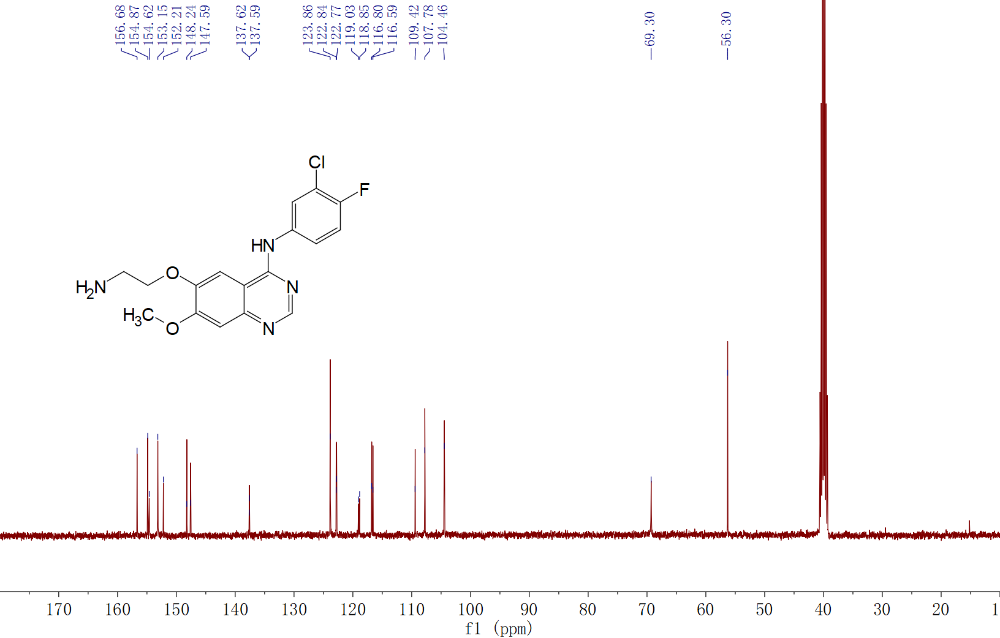 156.68
154.87
154.62
153.15
152.21
148.24
147.59
137.62
137.59
123.86
122.84
122.77
119.03
118.85
116.80
116.59
109.42
107.78
104.46
69.30
56.30
Cl
F
HN
O
N
H2N
H3C
O
N
170 160 150 140 130 120 110 100 90 80 70 60 50 40 30 20 1
f1 (ppm)